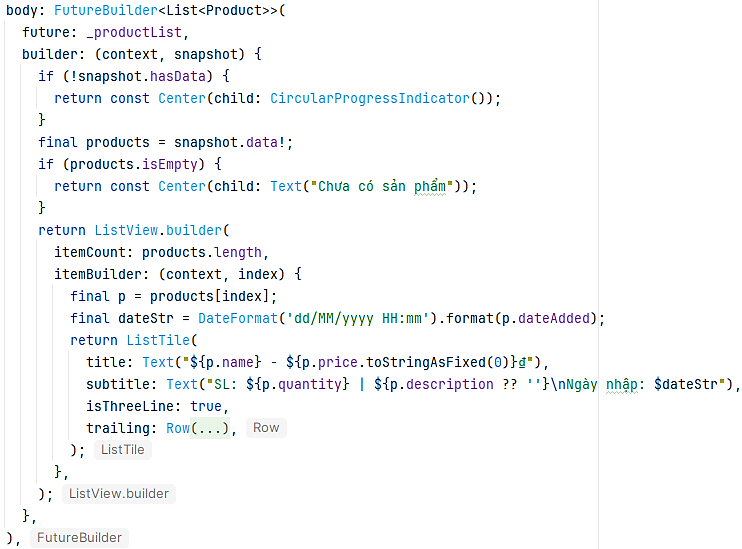 body: FutureBuilder<List<Product>>(
future: _productList,
builder: (context, snapshot) {
if (!snapshot.hasData) {
return const Center(child: CircularProgressIndicator());
}
final products = snapshot.data!;
if (products.isEmpty) {
return const Center(child: Text("Chưa có sản phẩm"));
}
return ListView.builder(
itemCount: products.length,
itemBuilder: (context, index) {
final p = products[index];
final dateStr = DateFormat('dd/MM/yyyy HH:mm').format(p.dateAdded);
return ListTile(
title: Text("${p.name} - ${p.price.toStringAsFixed(0)}₫"),
subtitle: Text("SL: ${p.quantity} | ${p.description ?? ''}\nNgày nhập: $dateStr"),
isThreeLine: true,
trailing: Row(...), Row
); ListTile
},
); ListView.builder
},
), FutureBuilder